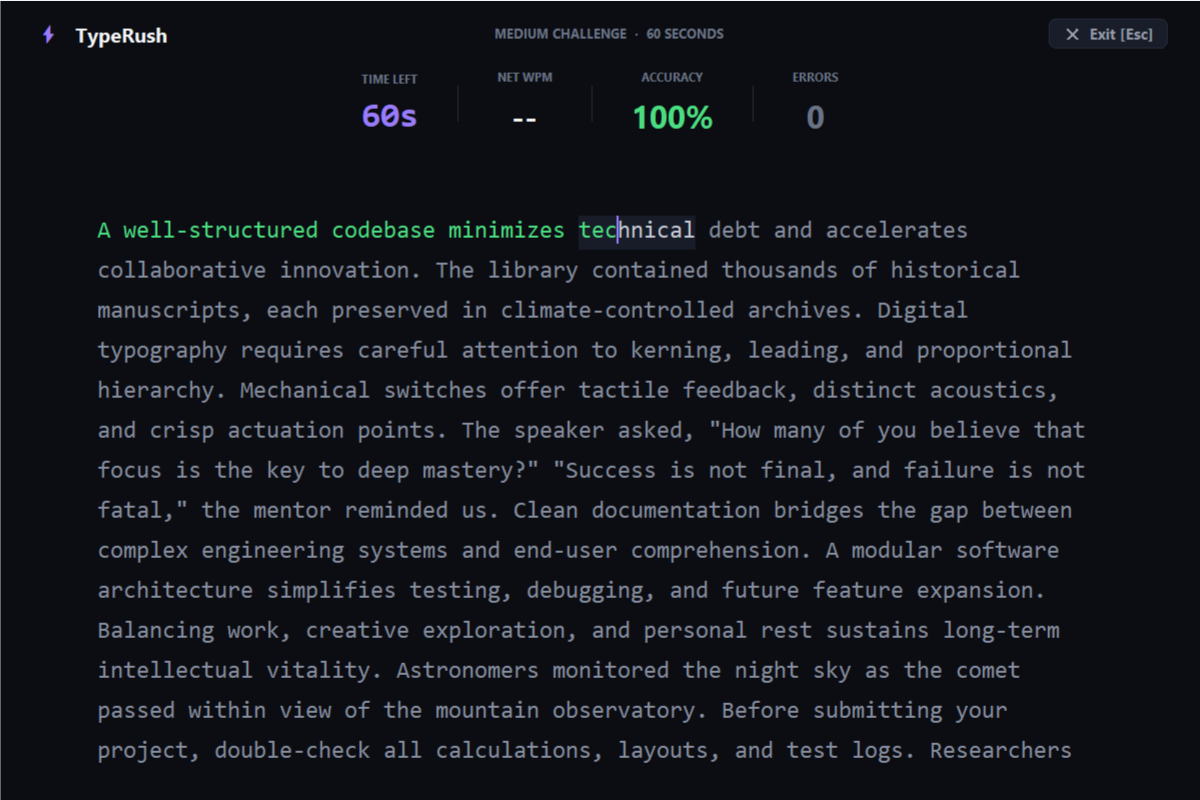 TypeRush
MEDIUM CHALLENGE · 60 SECONDS
Exit [Esc]
TIME LEFT
60s
NET WPM
--
ACCURACY
100%
ERRORS
0
A well-structured codebase minimizes technical debt and accelerates
collaborative innovation. The library contained thousands of historical
manuscripts, each preserved in climate-controlled archives. Digital
typography requires careful attention to kerning, leading, and proportional
hierarchy. Mechanical switches offer tactile feedback, distinct acoustics,
and crisp actuation points. The speaker asked, "How many of you believe that
focus is the key to deep mastery?" "Success is not final, and failure is not
fatal," the mentor reminded us. Clean documentation bridges the gap between
complex engineering systems and end-user comprehension. A modular software
architecture simplifies testing, debugging, and future feature expansion.
Balancing work, creative exploration, and personal rest sustains long-term
intellectual vitality. Astronomers monitored the night sky as the comet
passed within view of the mountain observatory. Before submitting your
project, double-check all calculations, layouts, and test logs. Researchers